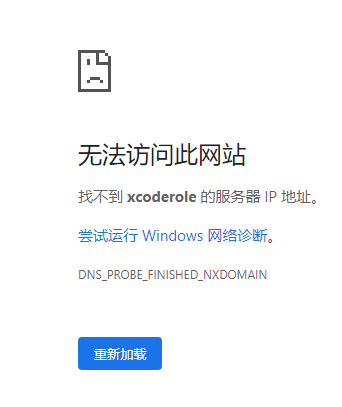 无法访问此网站
找不到 xcoderole 的服务器 IP 地址。
尝试运行 Windows 网络诊断。
DNS_PROBE_FINISHED_NXDOMAIN
重新加载